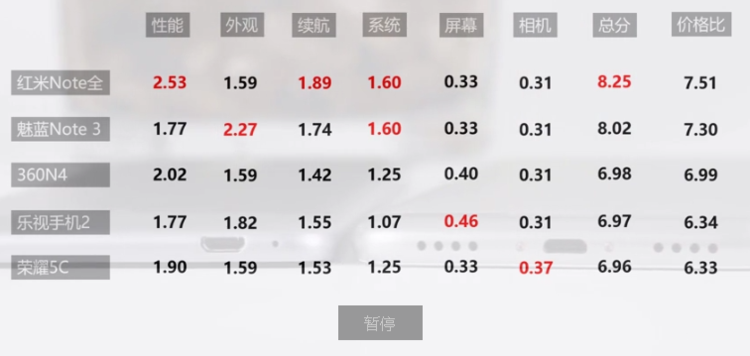 性能 外观 续航 系统 屏幕 相机 总分 价格比
红米Note全 2.53 1.59 1.89 1.60 0.33 0.31 8.25 7.51
魅蓝Note 3 1.77 2.27 1.74 1.60 0.33 0.31 8.02 7.30
360N4 2.02 1.59 1.42 1.25 0.40 0.31 6.98 6.99
乐视手机2 1.77 1.82 1.55 1.07 0.46 0.31 6.97 6.34
荣耀5C 1.90 1.59 1.53 1.25 0.33 0.37 6.96 6.33
暂停